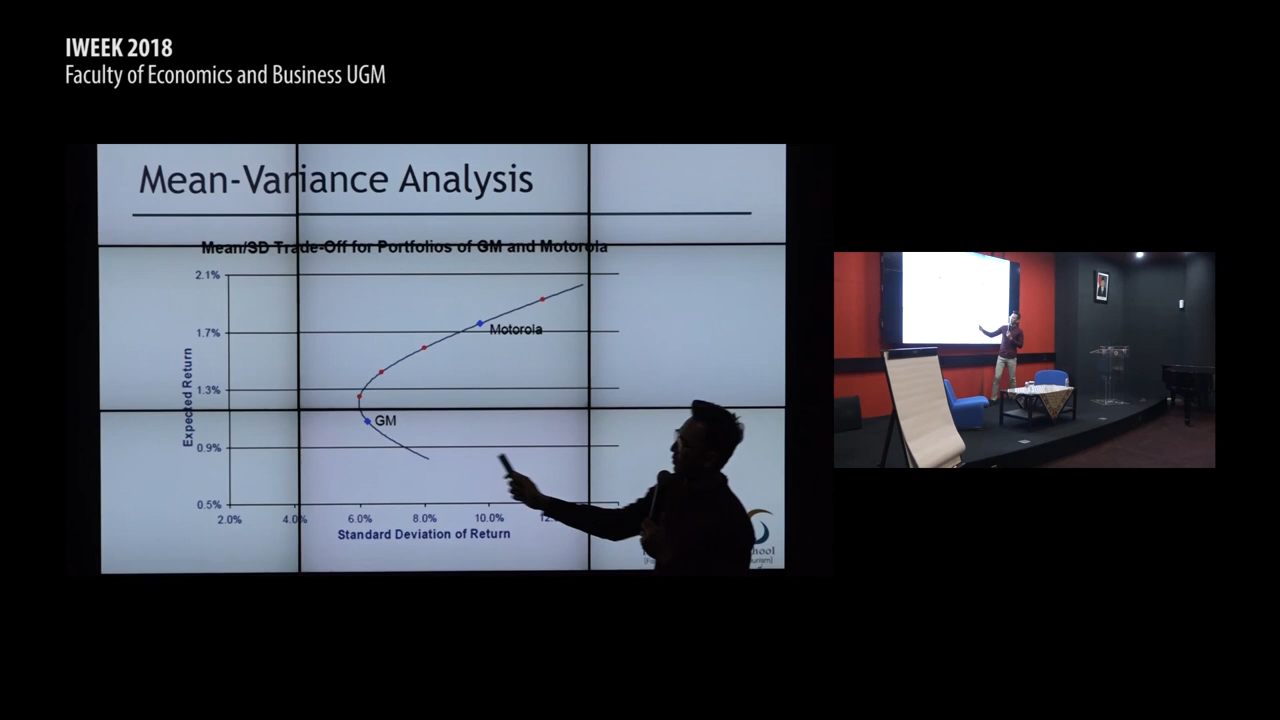 IWEEK 2018
Faculty of Economics and Business UGM
Mean-Variance Analysis
Mean/SD Trade-Off for Portfolios of GM and Motorola
2.1%
1.7%
1.3%
0.9%
0.5%
Expected Return
Motorola
GM
2.0%
4.0%
6.0%
8.0%
10.0%
Standard Deviation of Return